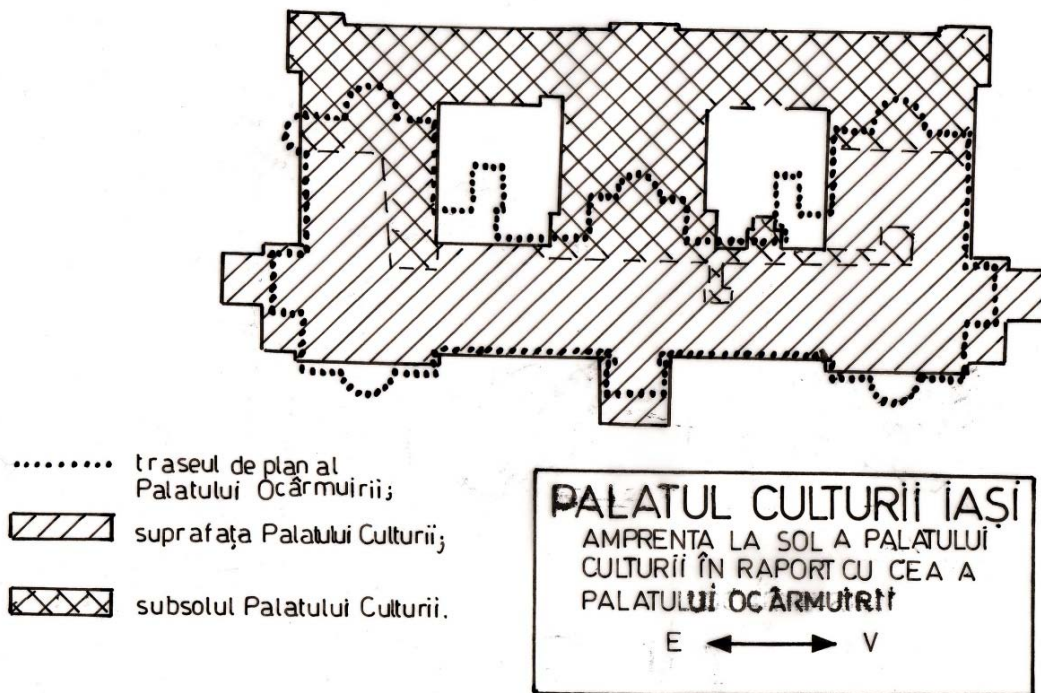 traseul de plan al
Palatului Ocârmuirii;
suprafața Palatului Culturii;
subsolul Palatului Culturii.
PALATUL CULTURII IAȘI
AMPRENTA LA SOL A PALATULUI
CULTURII ÎN RAPORT CU CEA A
PALATULUI OCÂRMUIRII
E V